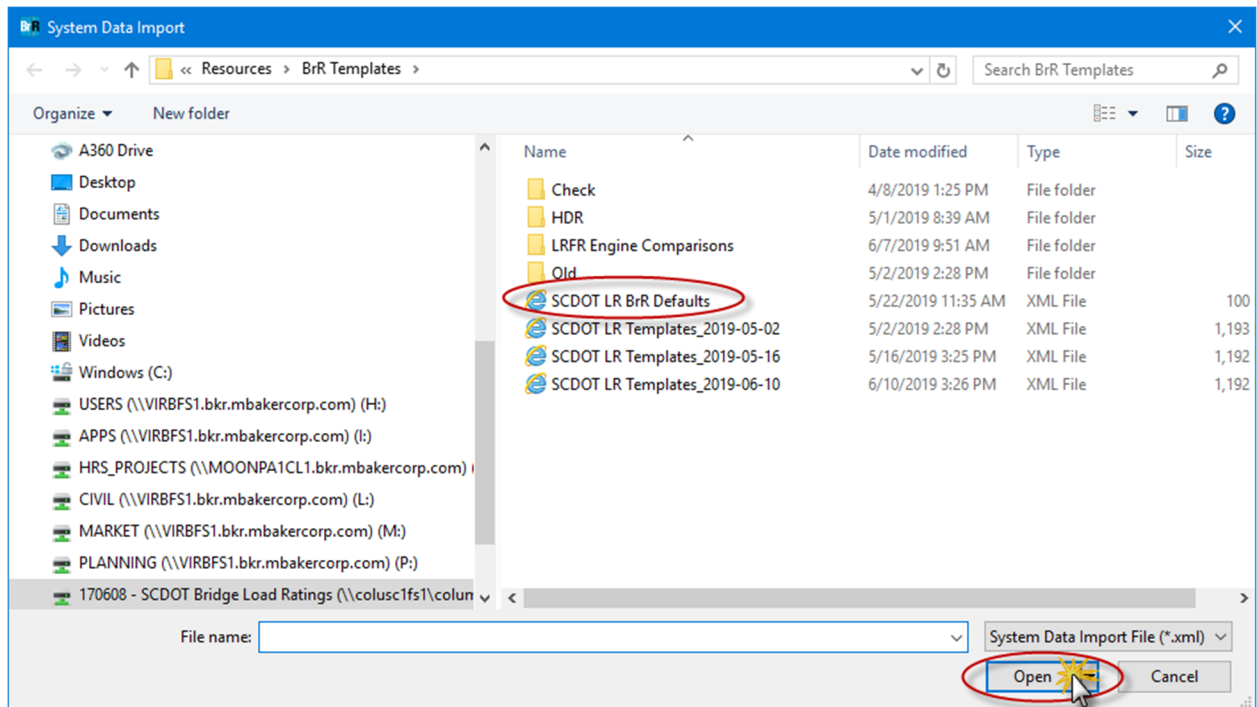 BrR System Data Import
« Resources › BrR Templates ›
Search BrR Templates
Organize
New folder
?
A360 Drive
Desktop
Documents
Downloads
Music
Pictures
Videos
Windows (C:)
USERS (\\VIRBFS1.bkr.mbakercorp.com) (H:)
APPS (\\VIRBFS1.bkr.mbakercorp.com) (I:)
HRS_PROJECTS (\\MOONPA1CL1.bkr.mbakercorp.com) (
CIVIL (\\VIRBFS1.bkr.mbakercorp.com) (L:)
MARKET (\\VIRBFS1.bkr.mbakercorp.com) (M:)
PLANNING (\\VIRBFS1.bkr.mbakercorp.com) (P:)
170608 - SCDOT Bridge Load Ratings (\\colusc1fs1\colum
Name Date modified Type Size
Check 4/8/2019 1:25 PM File folder
HDR 5/1/2019 8:39 AM File folder
LRFR Engine Comparisons 6/7/2019 9:51 AM File folder
Old 5/2/2019 2:28 PM File folder
SCDOT LR BrR Defaults 5/22/2019 11:35 AM XML File 100
SCDOT LR Templates_2019-05-02 5/2/2019 2:28 PM XML File 1,193
SCDOT LR Templates_2019-05-16 5/16/2019 3:25 PM XML File 1,192
SCDOT LR Templates_2019-06-10 6/10/2019 3:26 PM XML File 1,192
File name:
System Data Import File (*.xml)
Open
Cancel